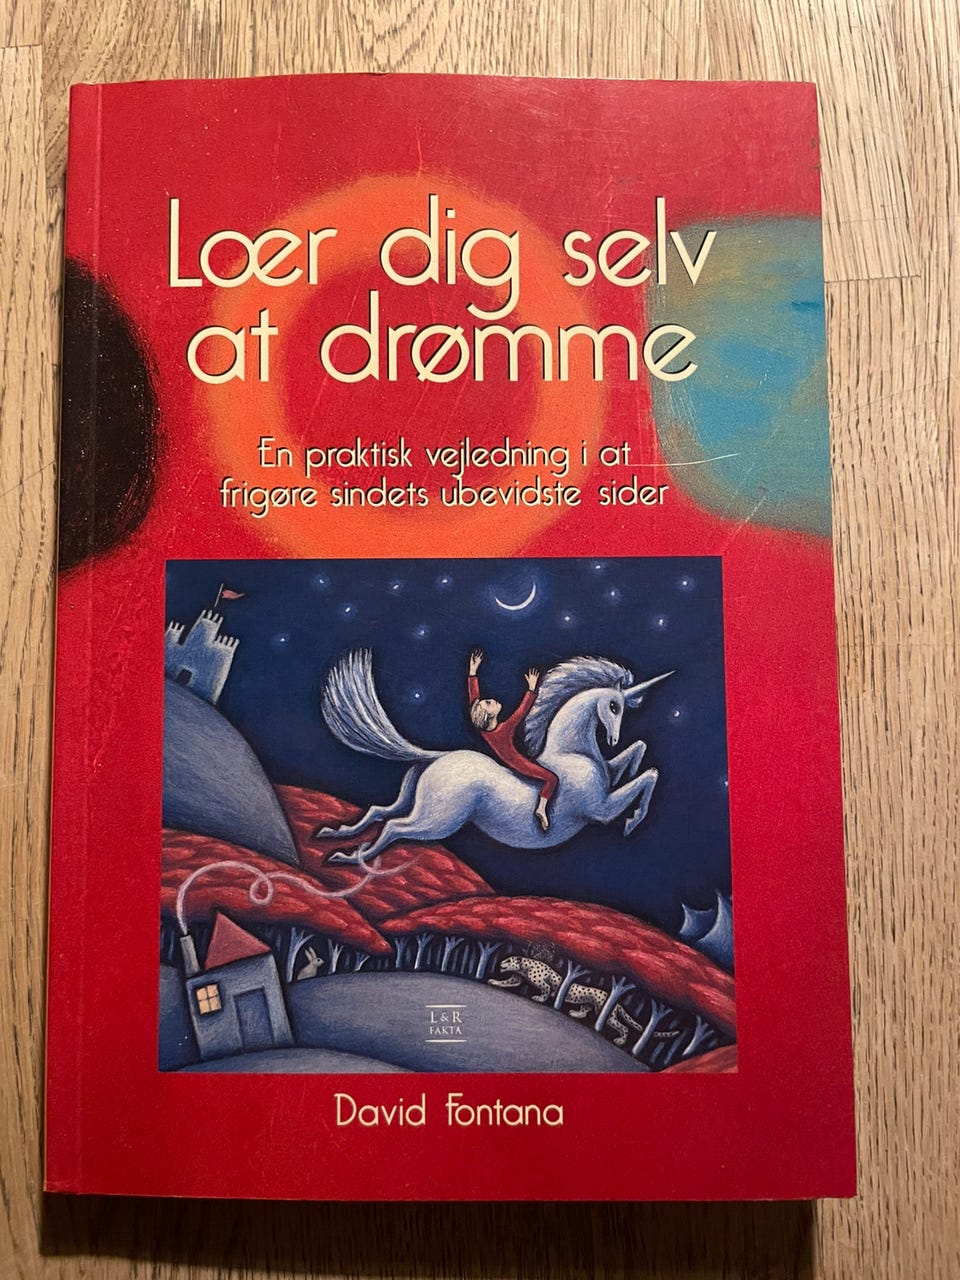 Lær dig selv
at drømme
En praktisk vejledning i at
frigøre sindets ubevidste sider
L & R
FAKTA
David Fontana